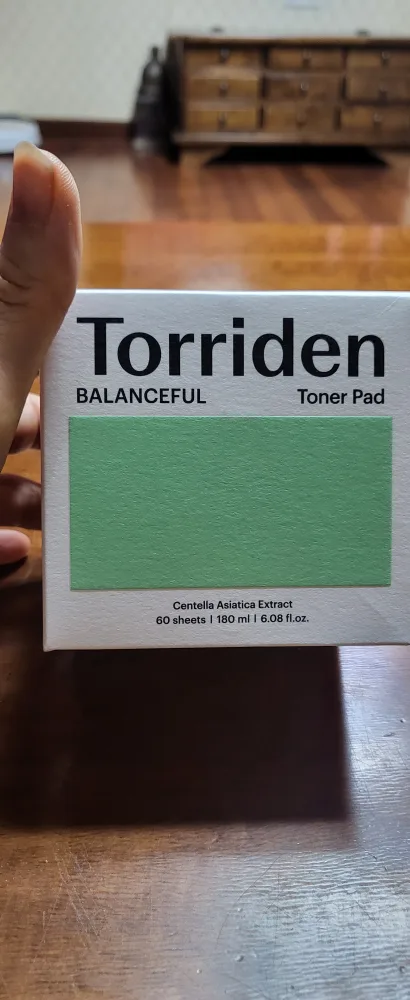 Torriden
BALANCEFUL Toner Pad
Centella Asiatica Extract
60 sheets | 180 ml | 6.08 fl.oz.